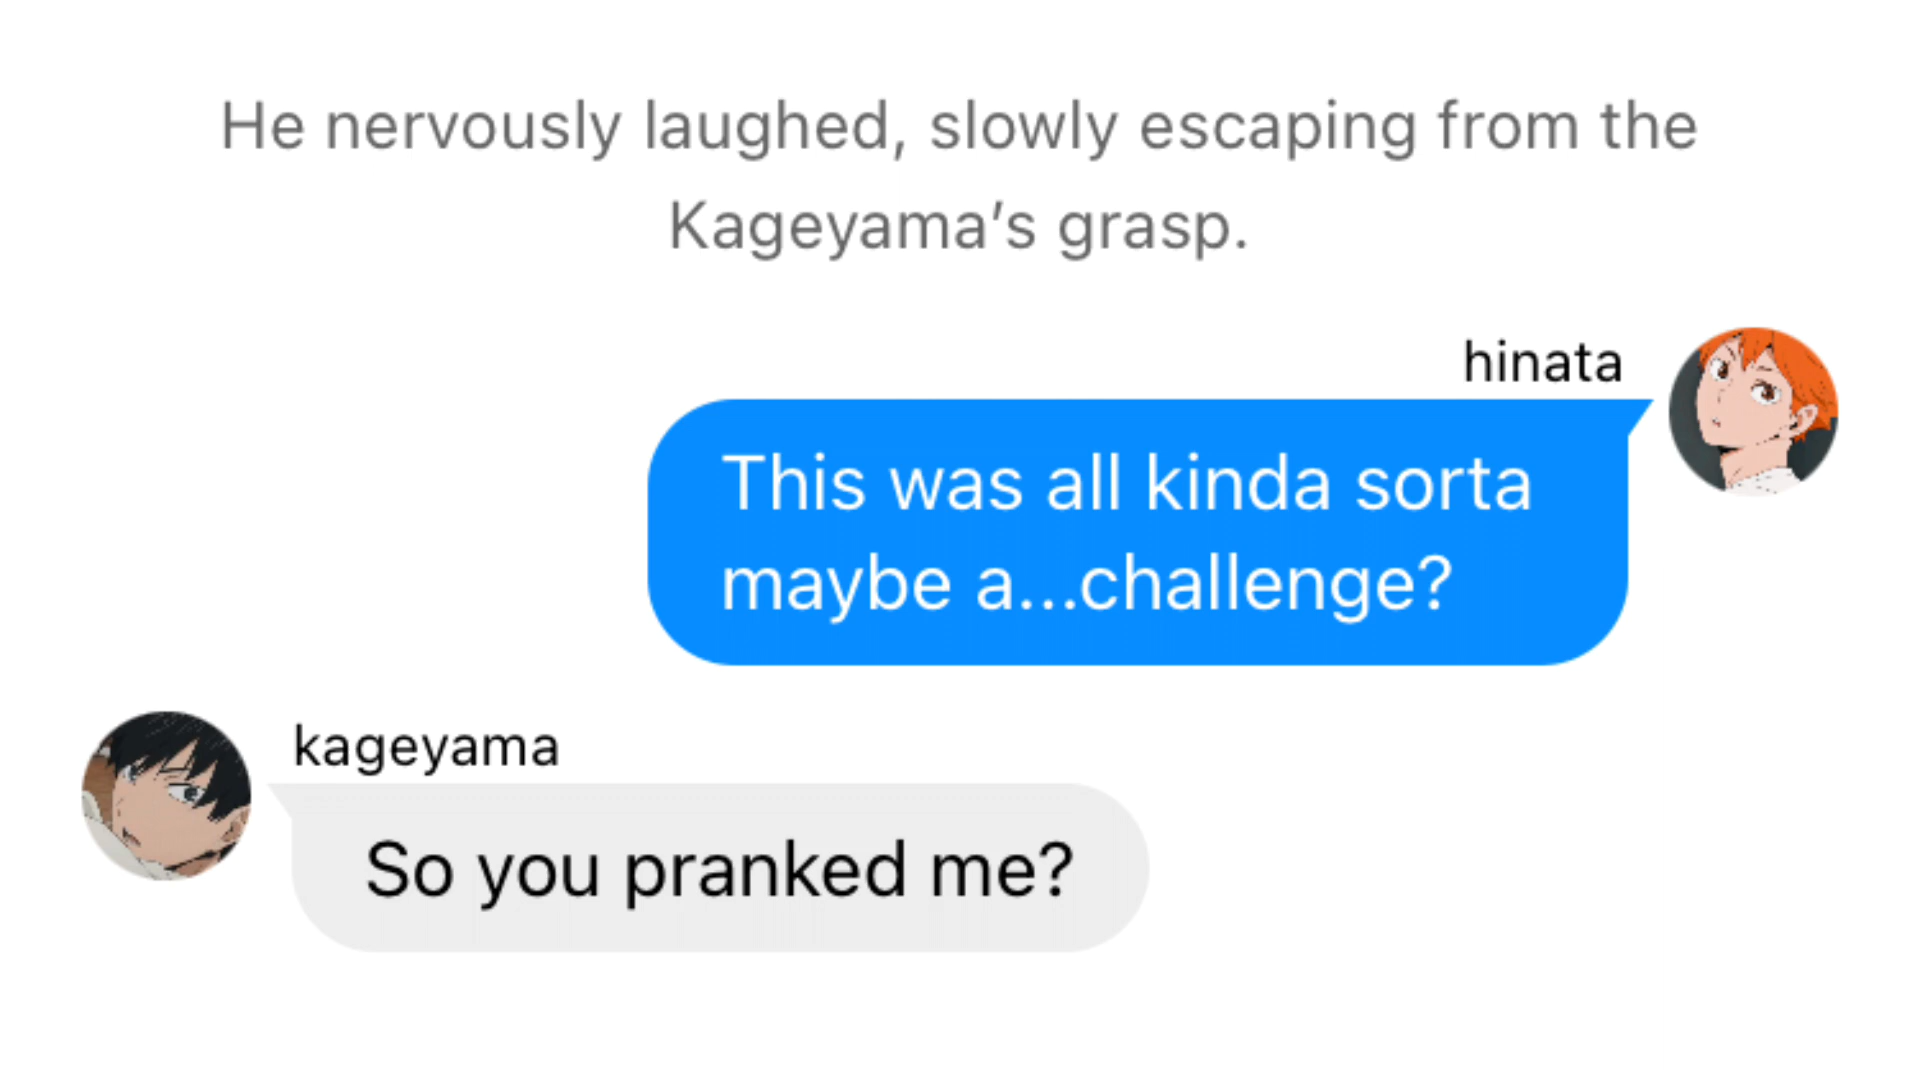 He nervously laughed, slowly escaping from the
Kageyama’s grasp.
hinata
This was all kinda sorta
maybe a...challenge?
kageyama
So you pranked me?